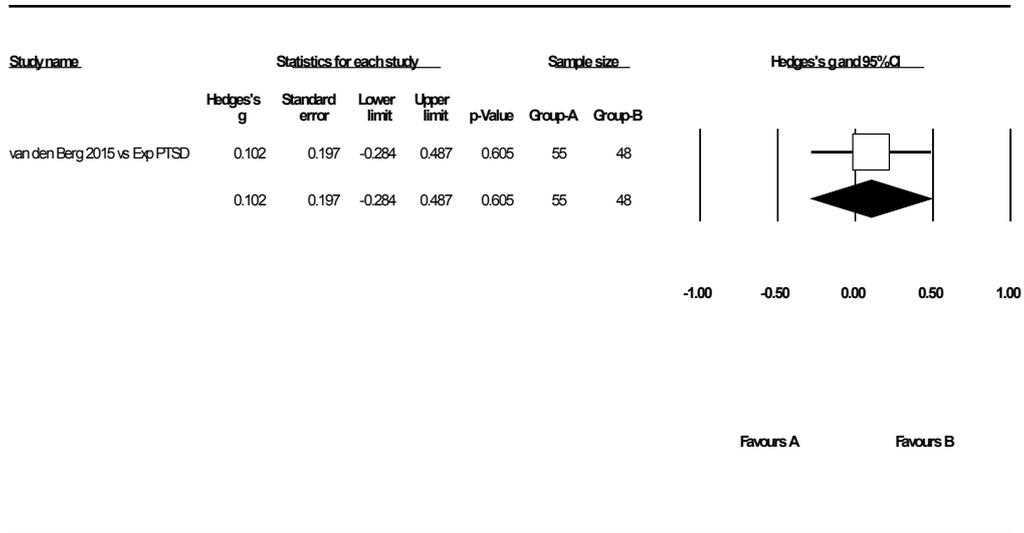 Study name Statistics for each study Sample size Hedges's g and 95% CI
Hedges's g Standard error Lower limit Upper limit p-Value Group-A Group-B
van den Berg 2015 vs Exp PTSD 0.102 0.197 -0.284 0.487 0.605 55 48
0.102 0.197 -0.284 0.487 0.605 55 48
-1.00 -0.50 0.00 0.50 1.00
Favours A Favours B